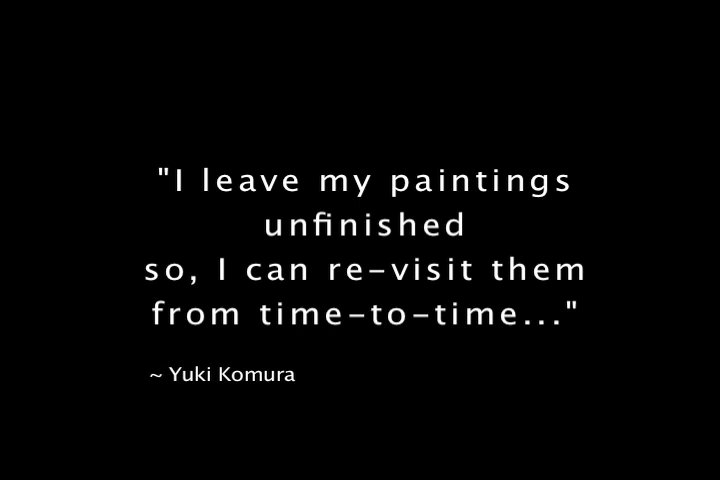 "I leave my paintings
unfinished
so, I can re-visit them
from time-to-time..."
~ Yuki Komura